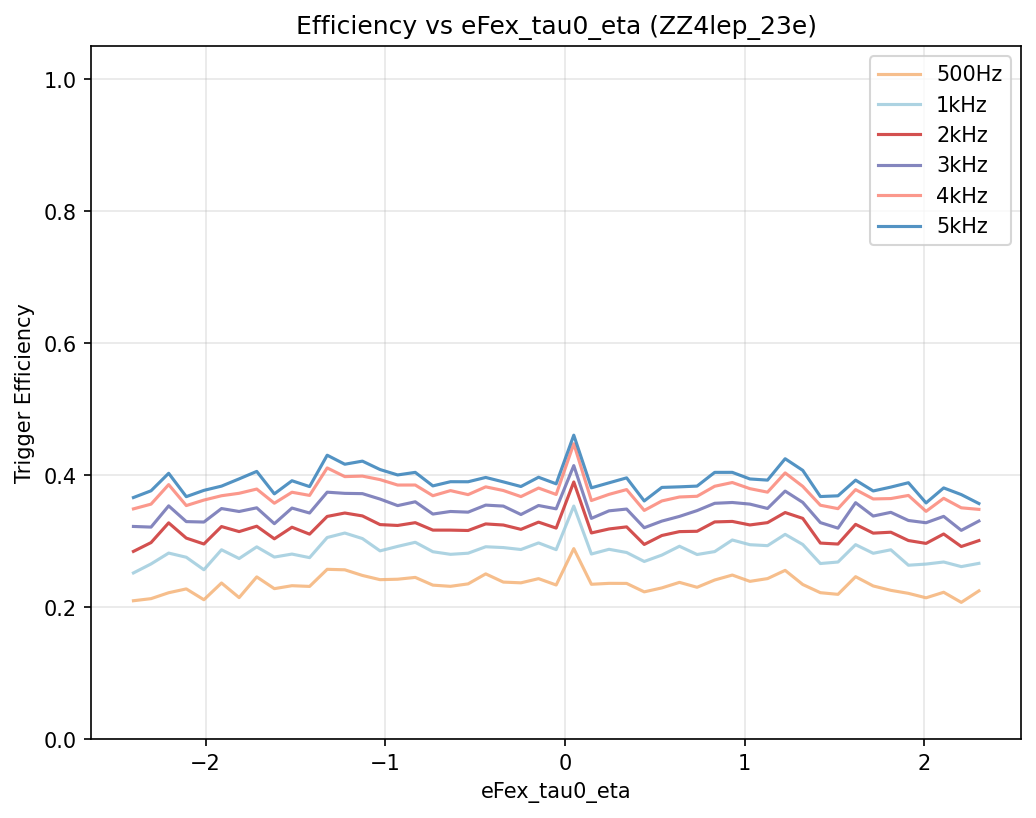 Efficiency vs eFex_tau0_eta (ZZ4lep_23e)
1.0
0.8
0.6
0.4
0.2
0.0
Trigger Efficiency
500Hz
1kHz
2kHz
3kHz
4kHz
5kHz
−2
−1
0
1
2
eFex_tau0_eta